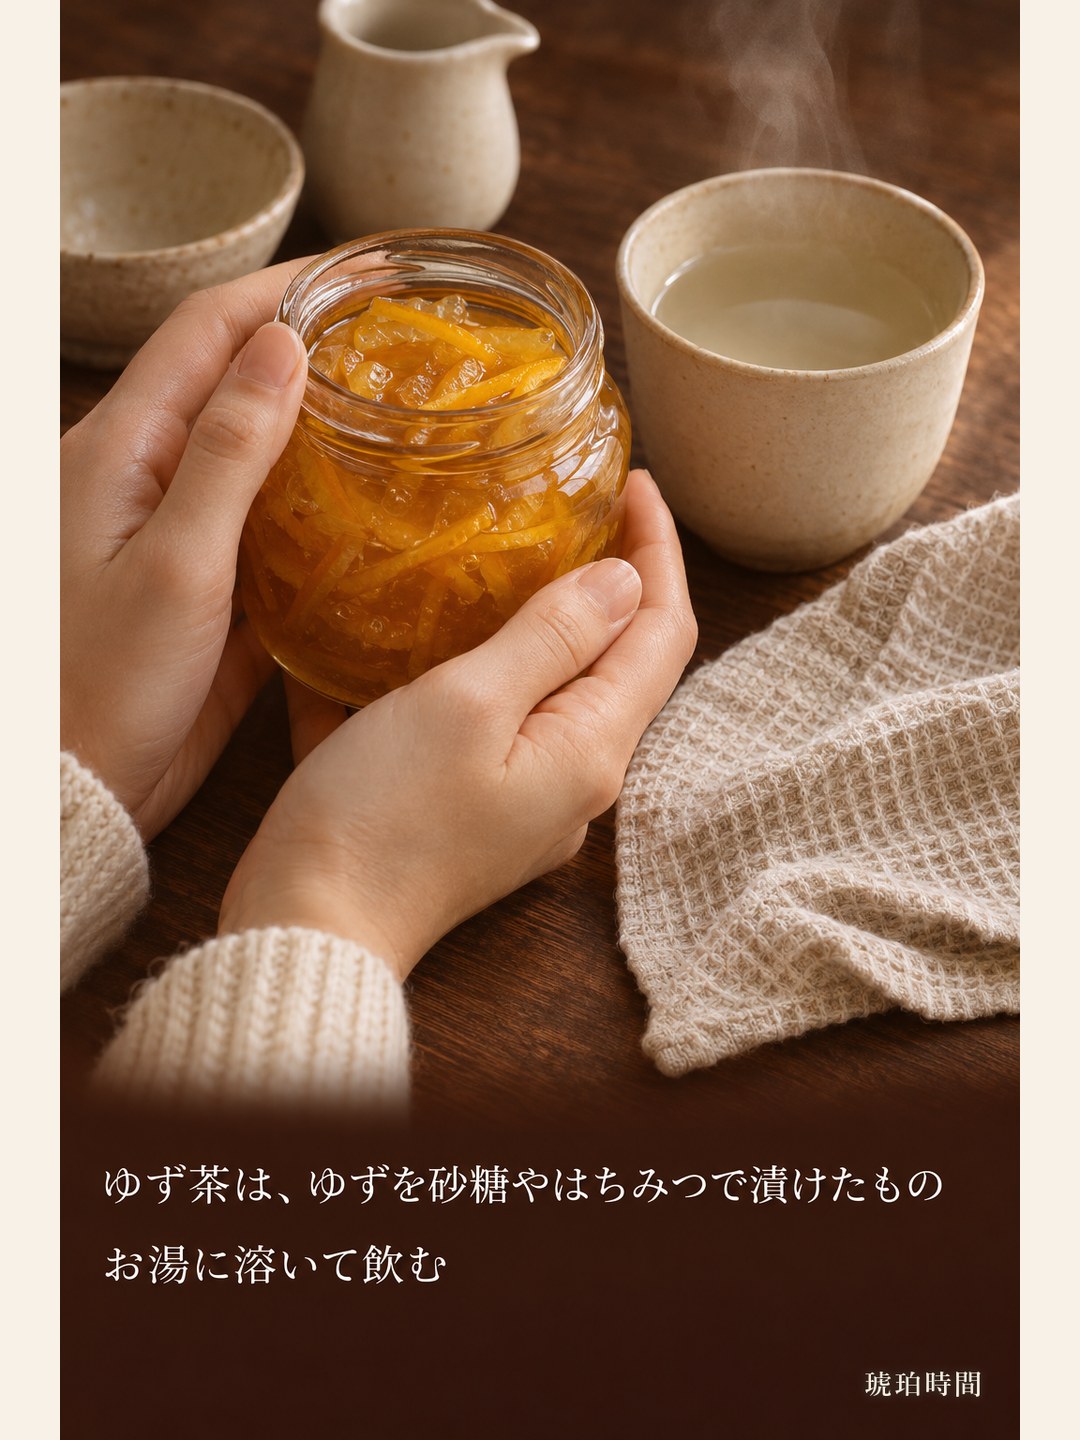 ゆず茶は、ゆずを砂糖やはちみつで漬けたもの
お湯に溶いて飲む
琥珀時間